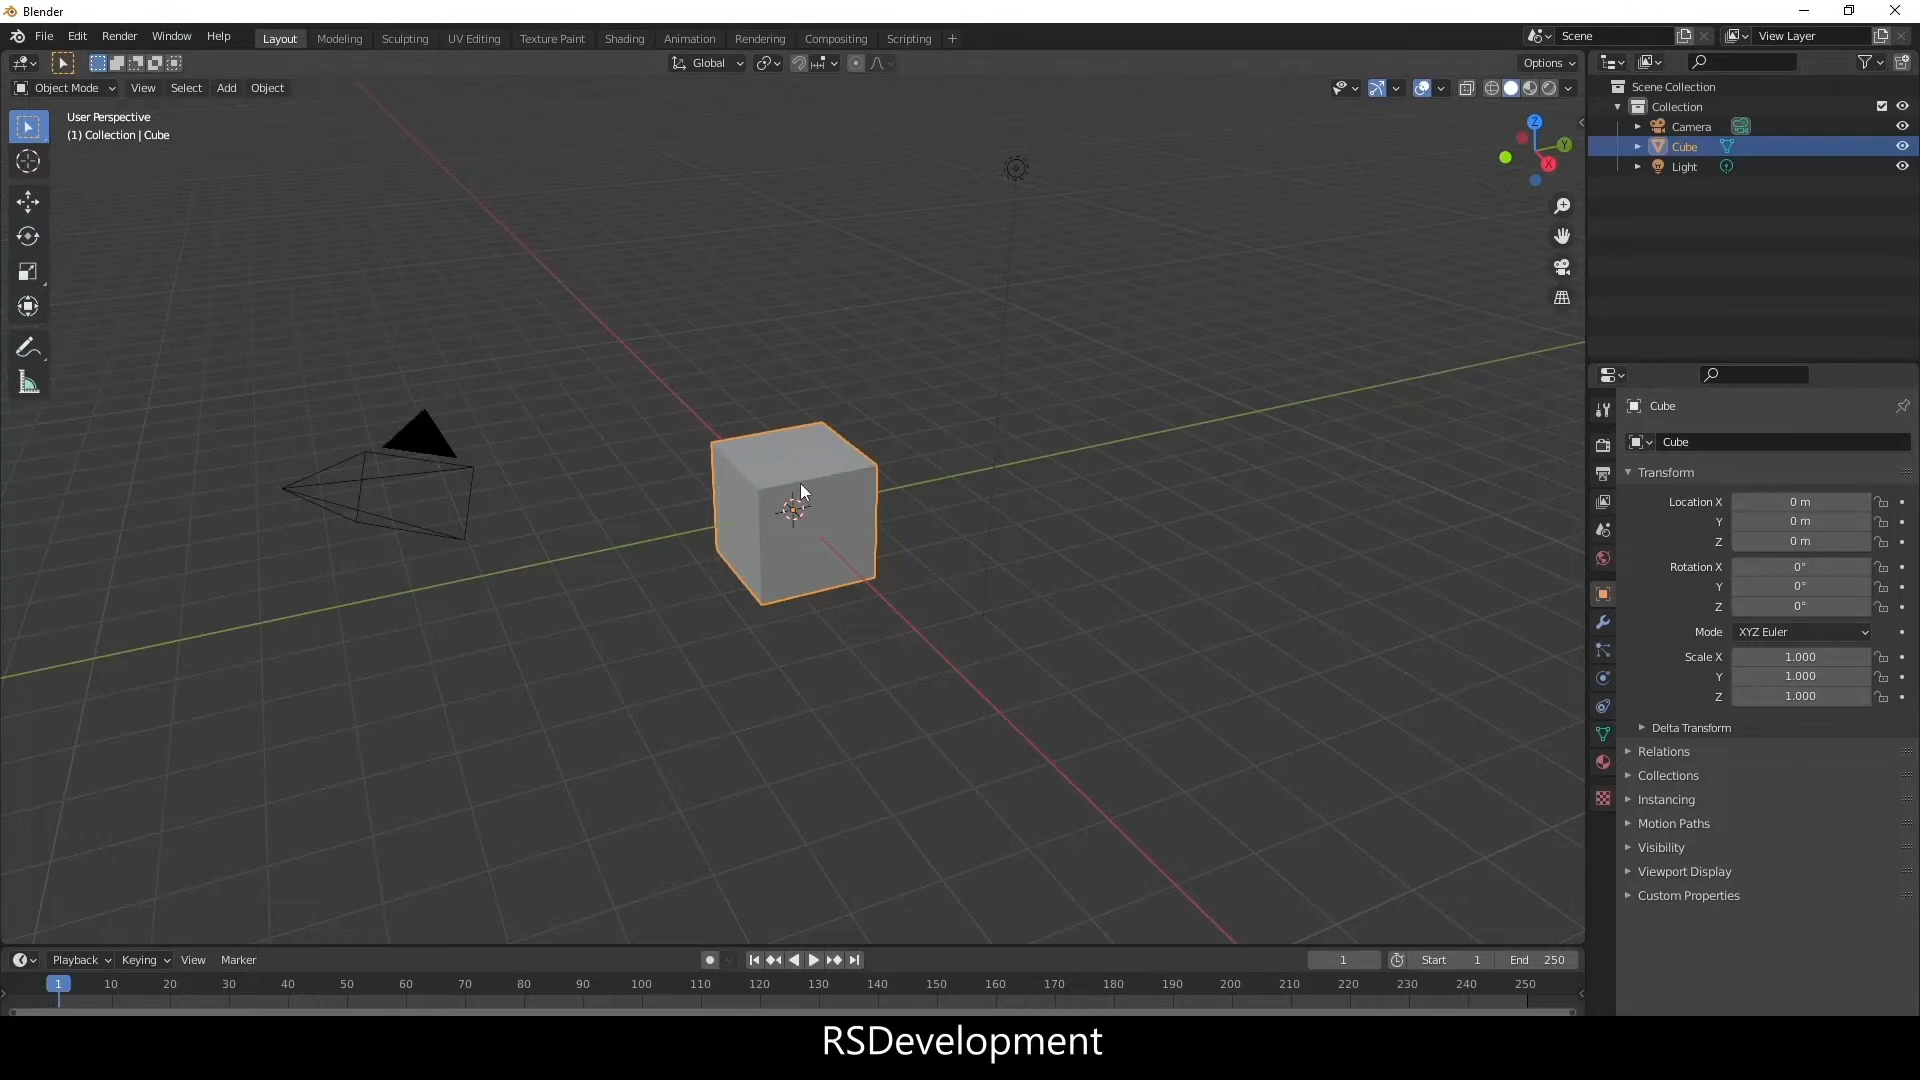 Blender
File Edit Render Window Help Layout Modeling Sculpting UV Editing Texture Paint Shading Animation Rendering Compositing Scripting + Scene View Layer
Global Options
Object Mode View Select Add Object
User Perspective
(1) Collection | Cube
Z
Y
X
Scene Collection
Collection
Camera
Cube
Light
Cube
Cube
Transform
Location X 0 m
Y 0 m
Z 0 m
Rotation X 0°
Y 0°
Z 0°
Mode XYZ Euler
Scale X 1.000
Y 1.000
Z 1.000
Delta Transform
Relations
Collections
Instancing
Motion Paths
Visibility
Viewport Display
Custom Properties
Playback Keying View Marker 1 Start 1 End 250
1 10 20 30 40 50 60 70 80 90 100 110 120 130 140 150 160 170 180 190 200 210 220 230 240 250
RSDevelopment